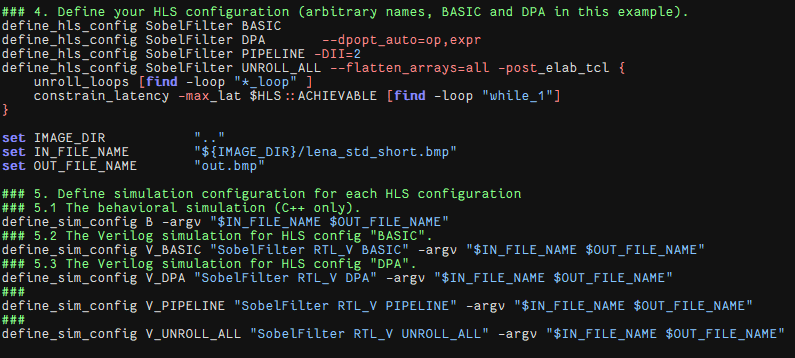 ### 4. Define your HLS configuration (arbitrary names, BASIC and DPA in this example).
define_hls_config SobelFilter BASIC
define_hls_config SobelFilter DPA       --dpopt_auto=op,expr
define_hls_config SobelFilter PIPELINE -DII=2
define_hls_config SobelFilter UNROLL_ALL --flatten_arrays=all -post_elab_tcl {
    unroll_loops [find -loop "*_loop" ]
    constrain_latency -max_lat $HLS::ACHIEVABLE [find -loop "while_1"]
}
set IMAGE_DIR           ".."
set IN_FILE_NAME        "${IMAGE_DIR}/lena_std_short.bmp"
set OUT_FILE_NAME       "out.bmp"
### 5. Define simulation configuration for each HLS configuration
### 5.1 The behavioral simulation (C++ only).
define_sim_config B -argv "$IN_FILE_NAME $OUT_FILE_NAME"
### 5.2 The Verilog simulation for HLS config "BASIC".
define_sim_config V_BASIC "SobelFilter RTL_V BASIC" -argv "$IN_FILE_NAME $OUT_FILE_NAME"
### 5.3 The Verilog simulation for HLS config "DPA".
define_sim_config V_DPA "SobelFilter RTL_V DPA" -argv "$IN_FILE_NAME $OUT_FILE_NAME"
###
define_sim_config V_PIPELINE "SobelFilter RTL_V PIPELINE" -argv "$IN_FILE_NAME $OUT_FILE_NAME"
###
define_sim_config V_UNROLL_ALL "SobelFilter RTL_V UNROLL_ALL" -argv "$IN_FILE_NAME $OUT_FILE_NAME"